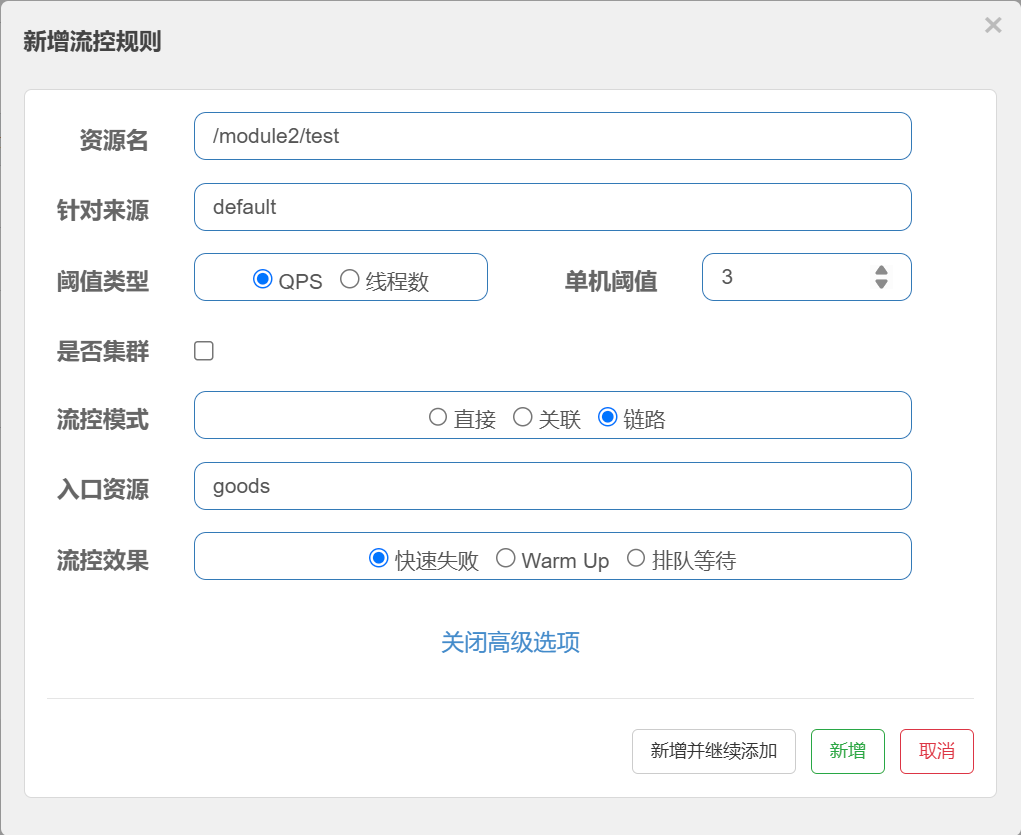 新增流控规则
×
资源名 /module2/test
针对来源 default
阈值类型 QPS 线程数 单机阈值 3
是否集群
流控模式 直接 关联 链路
入口资源 goods
流控效果 快速失败 Warm Up 排队等待
关闭高级选项
新增并继续添加 新增 取消